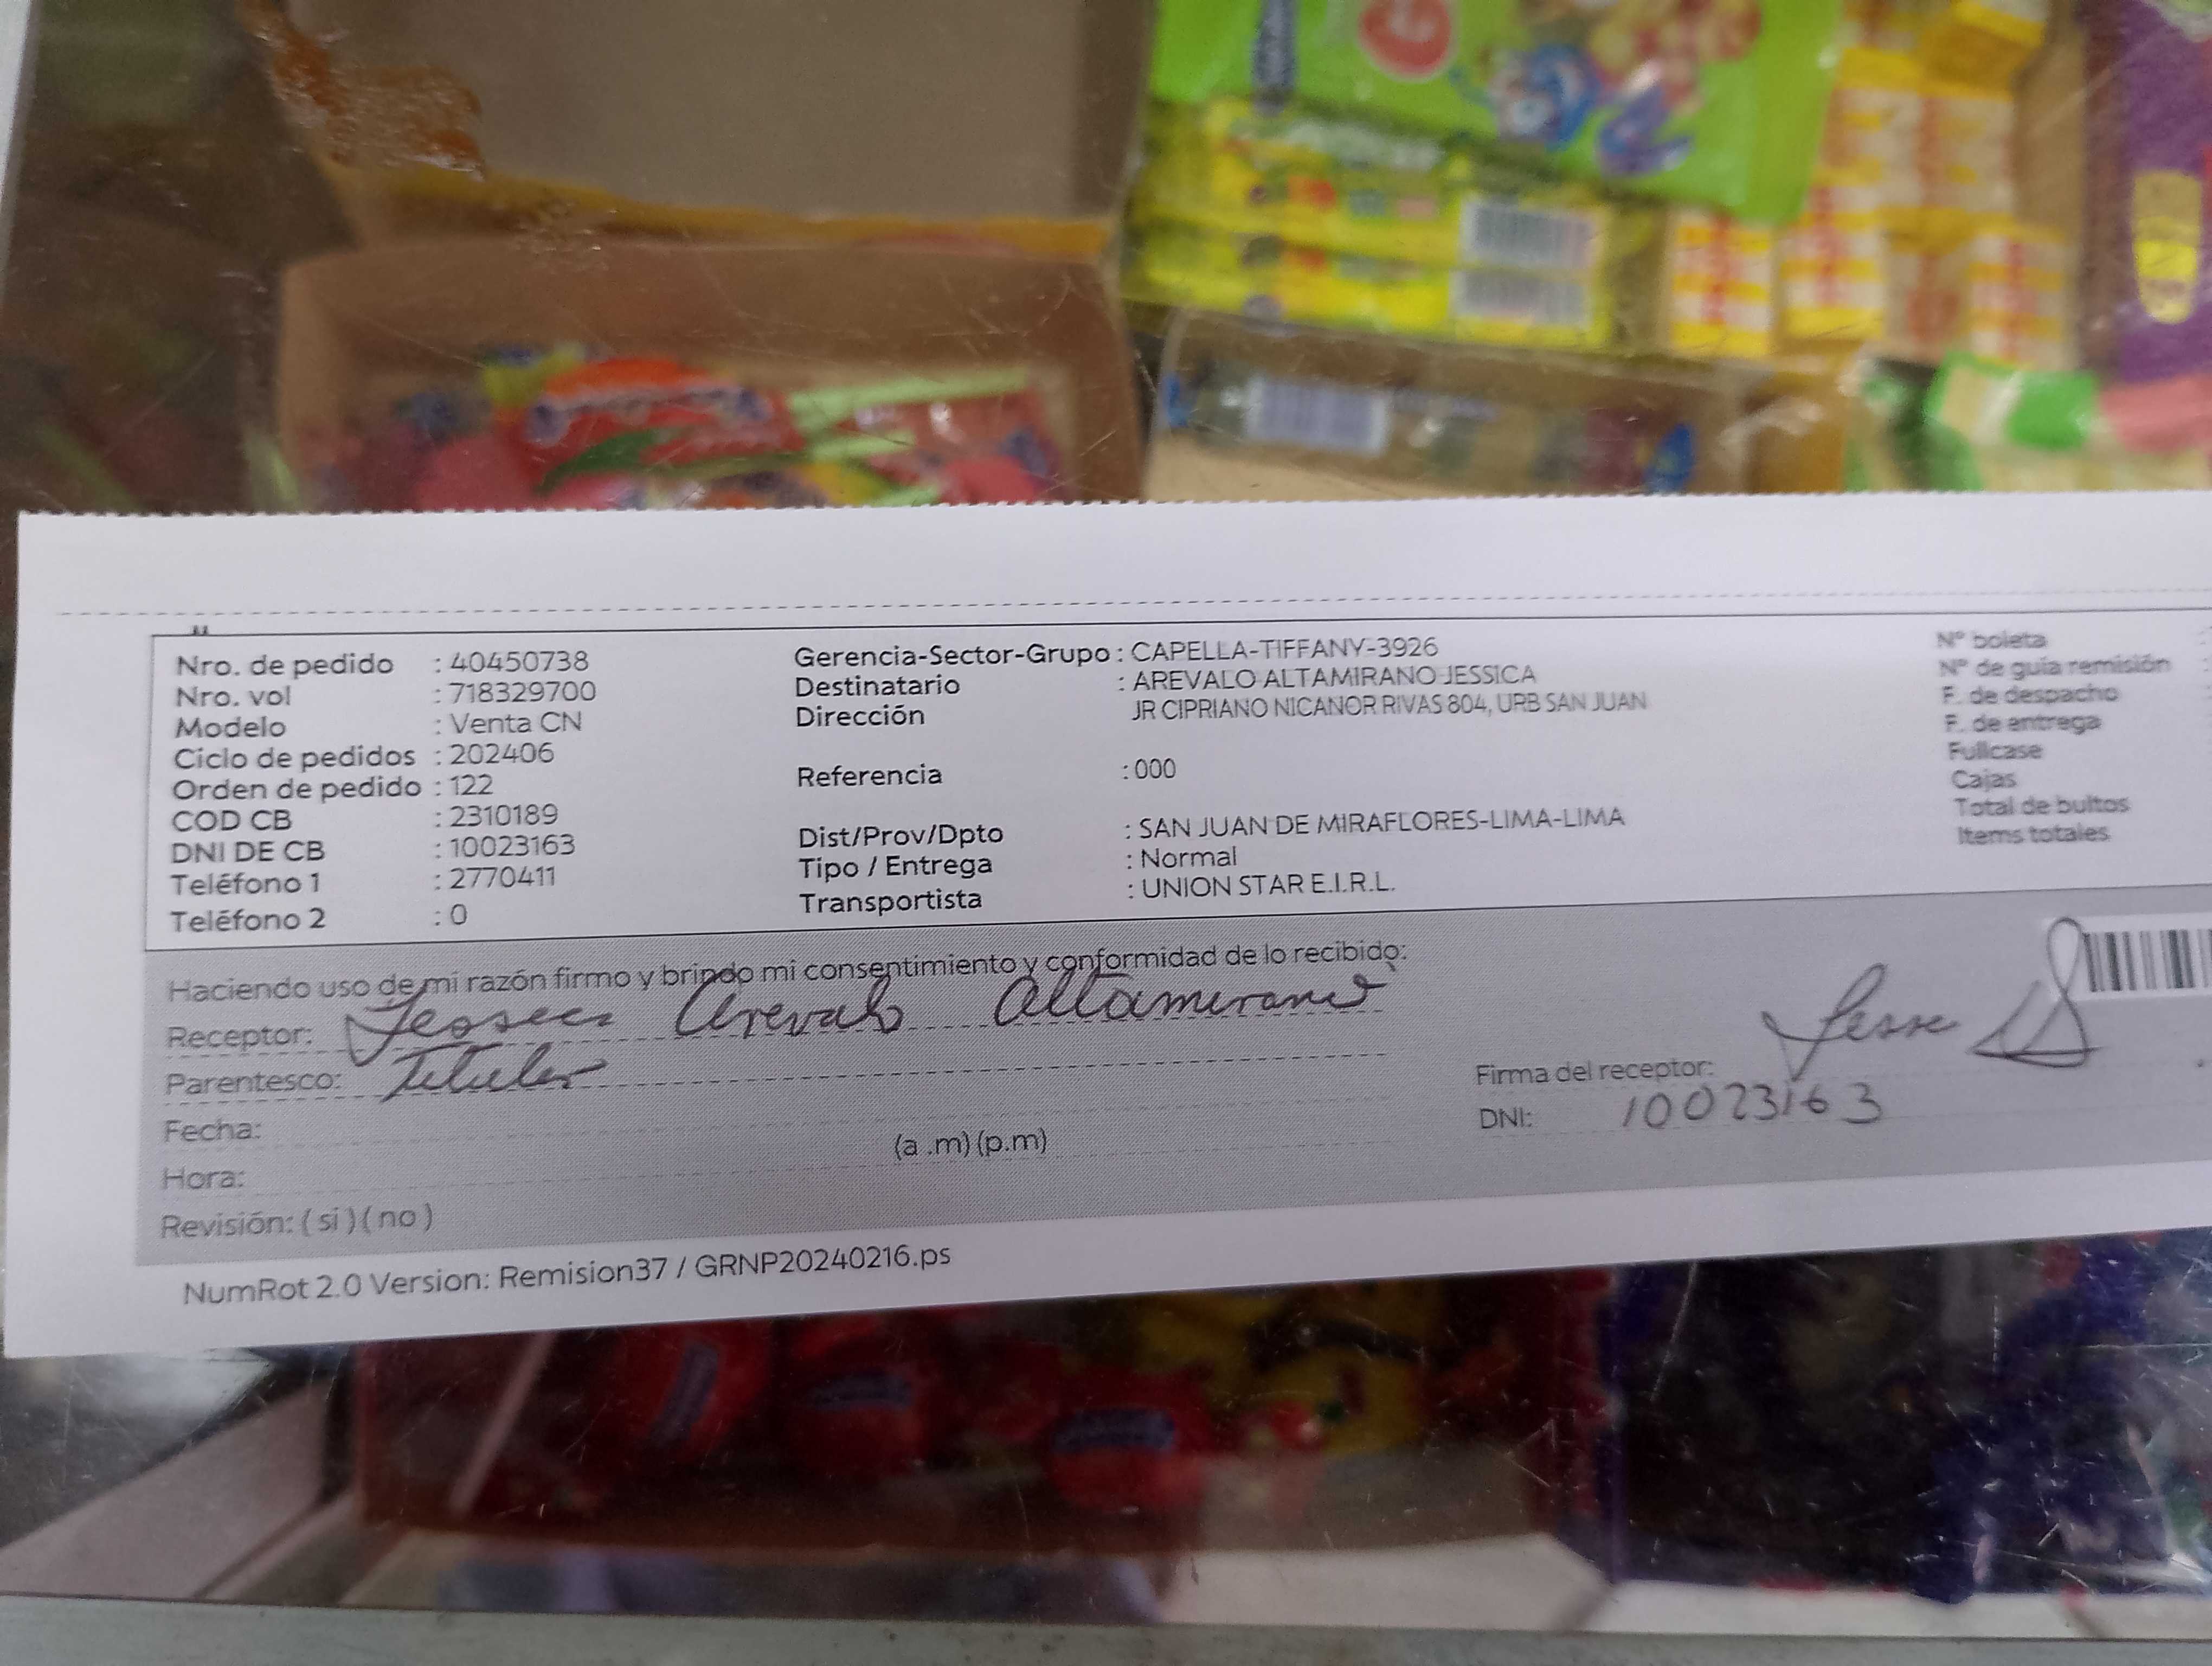 Nro. de pedido : 40450738
Nro. vol : 718329700
Modelo : Venta CN
Ciclo de pedidos : 202406
Orden de pedido : 122
COD CB : 2310189
DNI DE CB : 10023163
Teléfono 1 : 2770411
Teléfono 2 : 0
Gerencia-Sector-Grupo : CAPELLA-TIFFANY-3926
Destinatario : AREVALO ALTAMIRANO JESSICA
Dirección JR CIPRIANO NICANOR RIVAS 804, URB SAN JUAN
Referencia : 000
Dist/Prov/Dpto : SAN JUAN DE MIRAFLORES-LIMA-LIMA
Tipo / Entrega : Normal
Transportista : UNION STAR E.I.R.L.
N° boleta
N° de guia remisión
F. de despacho
F. de entrega
Fullcase
Cajas
Total de bultos
Items totales
Haciendo uso de mi razón firmo y brindo mi consentimiento y conformidad de lo recibido:
Receptor: Jessica Arevalo Altamirano
Parentesco: Titular
Fecha:
Hora: (a .m) (p.m)
Revisión: ( si ) ( no )
Firma del receptor: Jess
DNI: 10023163
NumRot 2.0 Version: Remision37 / GRNP20240216.ps